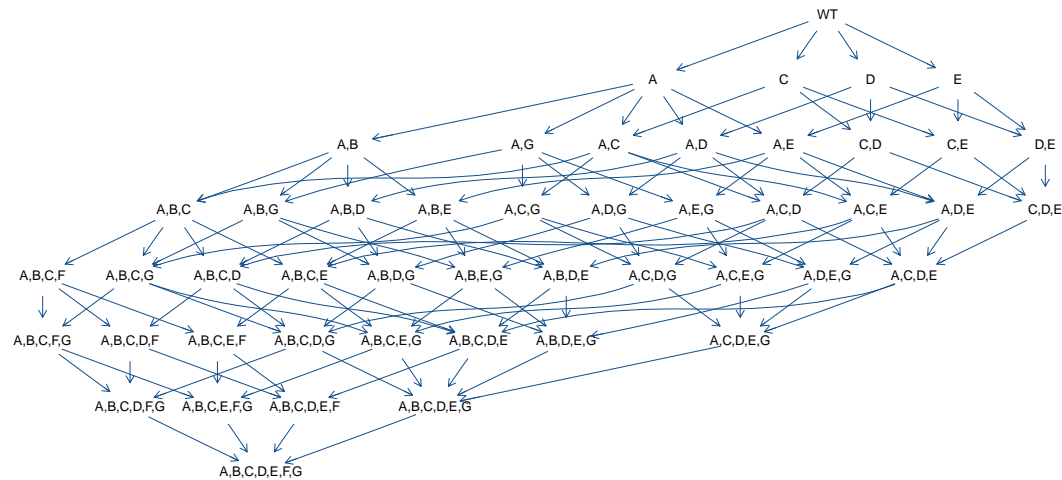 WT
A C D E
A,B A,G A,C A,D A,E C,D C,E D,E
A,B,C A,B,G A,B,D A,B,E A,C,G A,D,G A,E,G A,C,D A,C,E A,D,E C,D,E
A,B,C,F A,B,C,G A,B,C,D A,B,C,E A,B,D,G A,B,E,G A,B,D,E A,C,D,G A,C,E,G A,D,E,G A,C,D,E
A,B,C,F,G A,B,C,D,F A,B,C,E,F A,B,C,D,G A,B,C,E,G A,B,C,D,E A,B,D,E,G A,C,D,E,G
A,B,C,D,F,G A,B,C,E,F,G A,B,C,D,E,F A,B,C,D,E,G
A,B,C,D,E,F,G